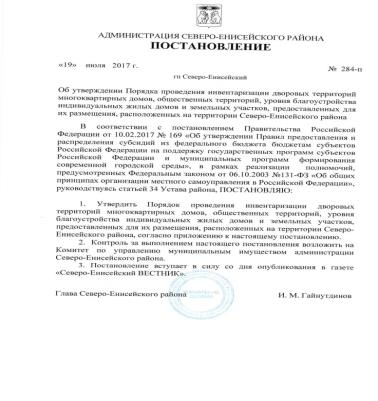 АДМИНИСТРАЦИЯ СЕВЕРО-ЕНИСЕЙСКОГО РАЙОНА
ПОСТАНОВЛЕНИЕ
«19» июля 2017 г. № 284-п
гп Северо-Енисейский
Об утверждении Порядка проведения инвентаризации дворовых территорий
многоквартирных домов, общественных территорий, уровня благоустройства
индивидуальных жилых домов и земельных участков, предоставленных для
их размещения, расположенных на территории Северо-Енисейского района
В соответствии с постановлением Правительства Российской
Федерации от 10.02.2017 № 169 «Об утверждении Правил предоставления и
распределения субсидий из федерального бюджета бюджетам субъектов
Российской Федерации на поддержку государственных программ субъектов
Российской Федерации и муниципальных программ формирования
современной городской среды», в рамках реализации полномочий,
предусмотренных Федеральным законом от 06.10.2003 №131-ФЗ «Об общих
принципах организации местного самоуправления в Российской Федерации»,
руководствуясь статьей 34 Устава района, ПОСТАНОВЛЯЮ:
1. Утвердить Порядок проведения инвентаризации дворовых
территорий многоквартирных домов, общественных территорий, уровня
благоустройства индивидуальных жилых домов и земельных участков,
предоставленных для их размещения, расположенных на территории Северо-
Енисейского района, согласно приложению к настоящему постановлению.
2. Контроль за выполнением настоящего постановления возложить на
Комитет по управлению муниципальным имуществом администрации
Северо-Енисейского района.
3. Постановление вступает в силу со дня опубликования в газете
«Северо-Енисейский ВЕСТНИК».
Глава Северо-Енисейского района И. М. Гайнутдинов